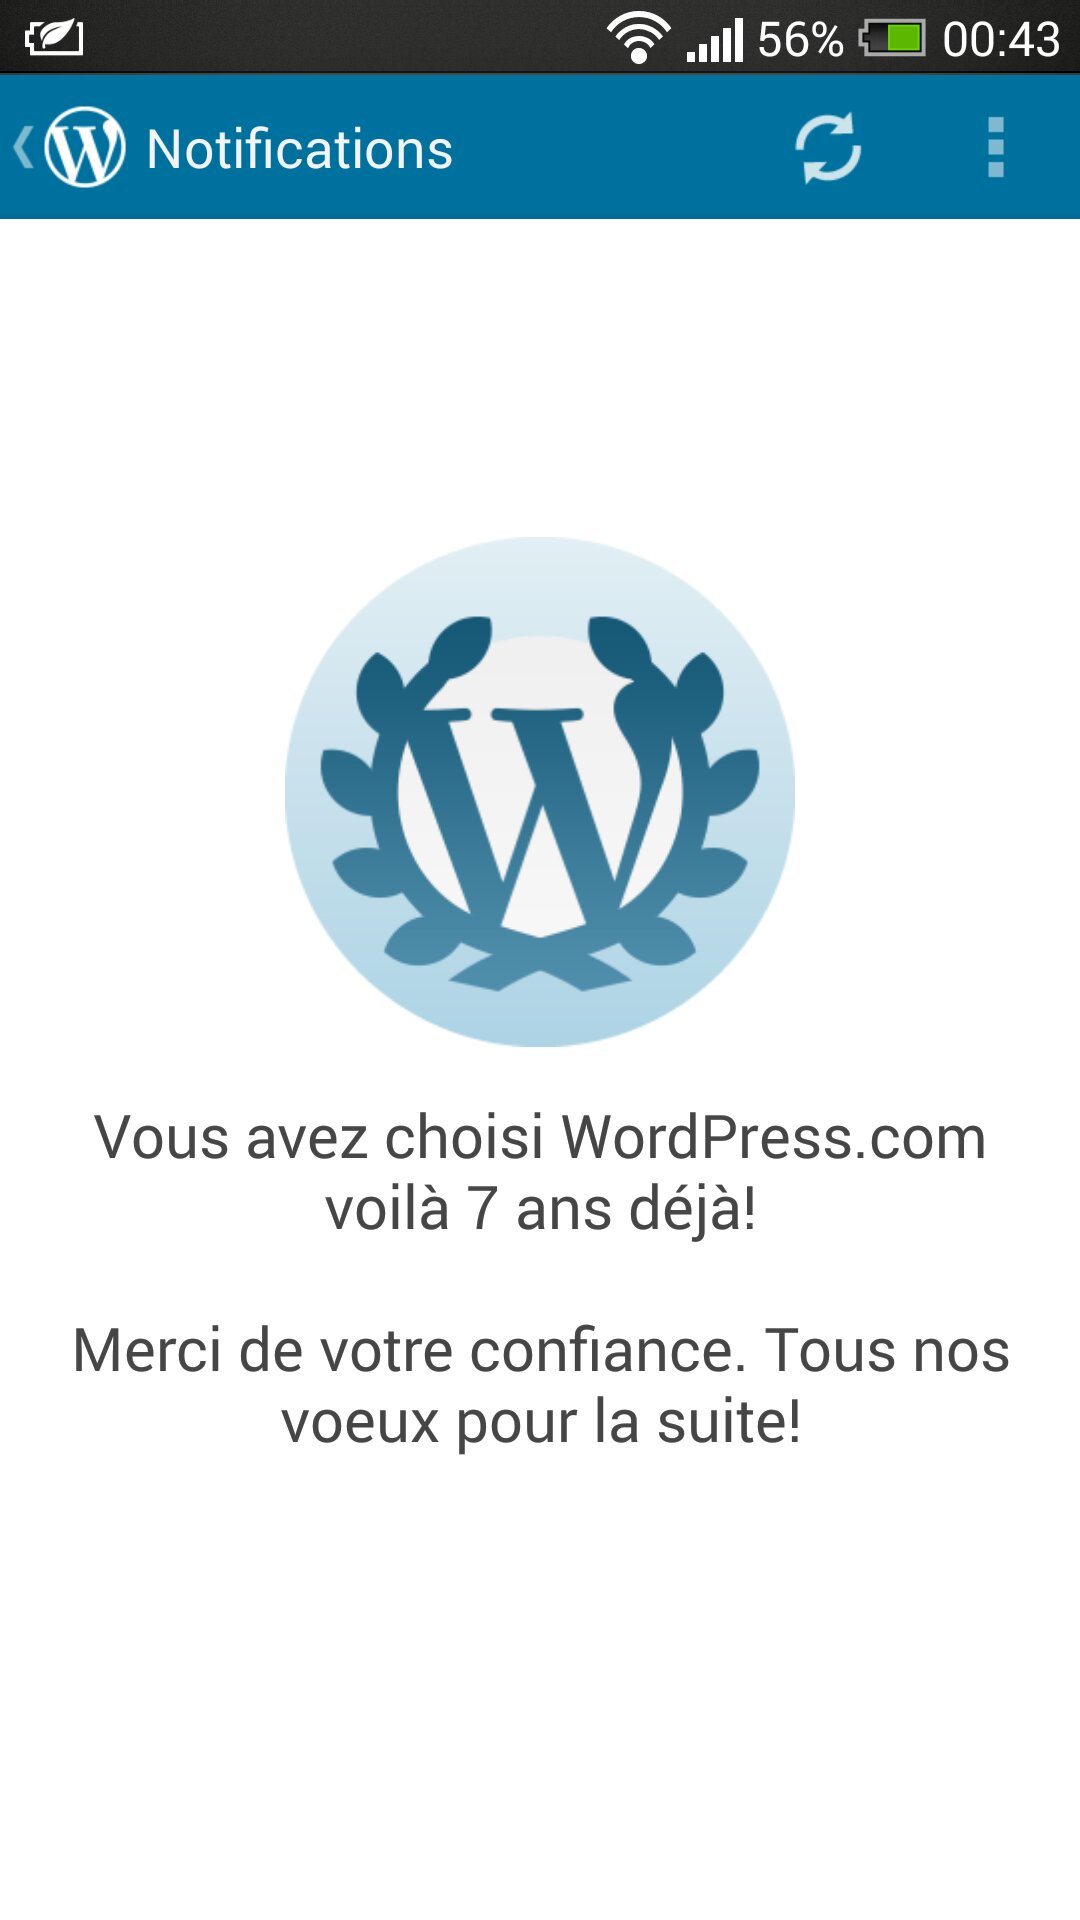 56% 00:43
Notifications
Vous avez choisi WordPress.com
voilà 7 ans déjà!
Merci de votre confiance. Tous nos
voeux pour la suite!